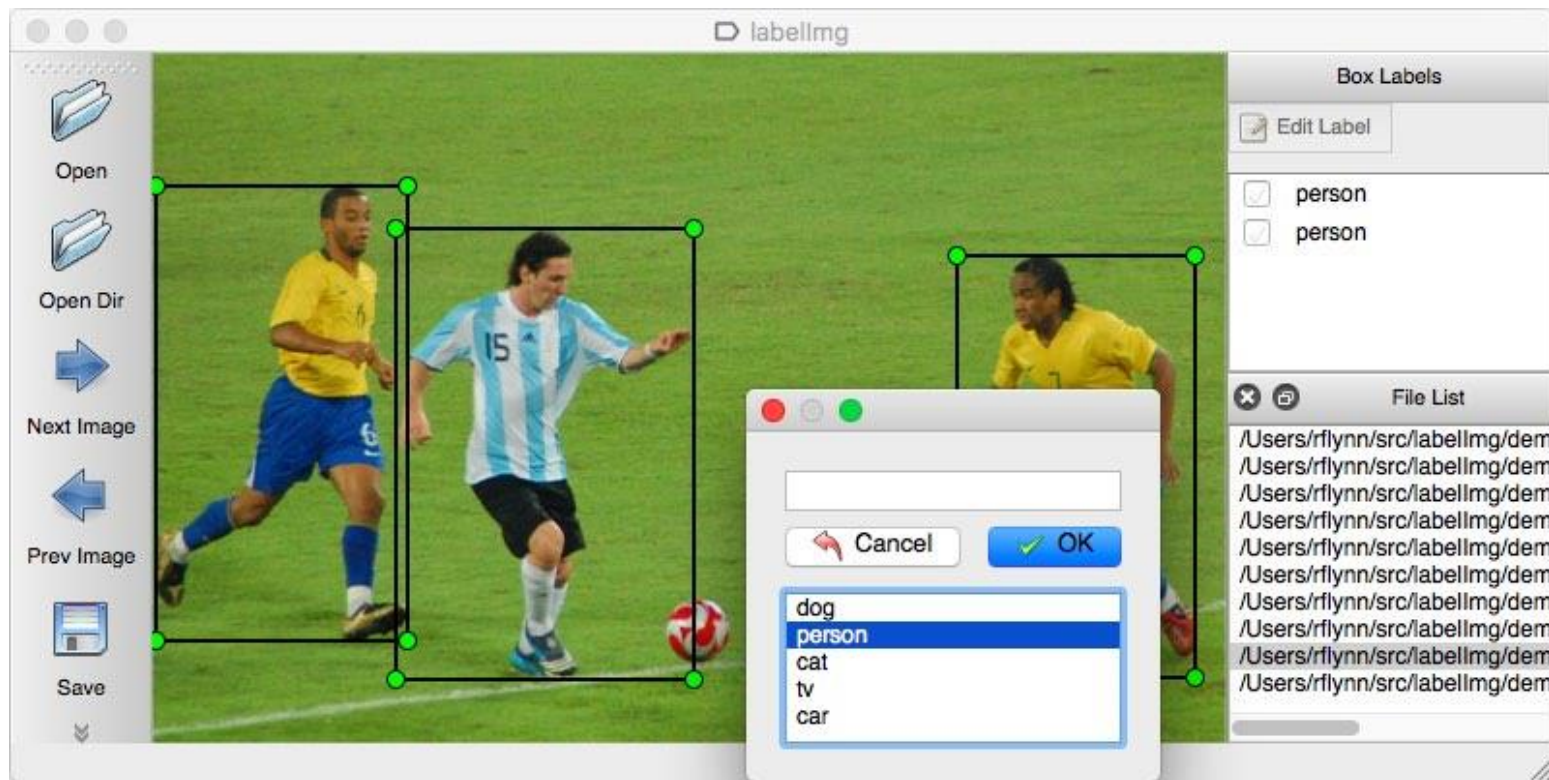 labelImg
Open
Open Dir
Next Image
Prev Image
Save
6
6
15
7
Cancel
OK
dog
person
cat
tv
car
Box Labels
Edit Label
person
person
File List
/Users/rflynn/src/labelImg/dem
/Users/rflynn/src/labelImg/dem
/Users/rflynn/src/labelImg/dem
/Users/rflynn/src/labelImg/dem
/Users/rflynn/src/labelImg/dem
/Users/rflynn/src/labelImg/dem
/Users/rflynn/src/labelImg/dem
/Users/rflynn/src/labelImg/dem
/Users/rflynn/src/labelImg/dem
/Users/rflynn/src/labelImg/dem